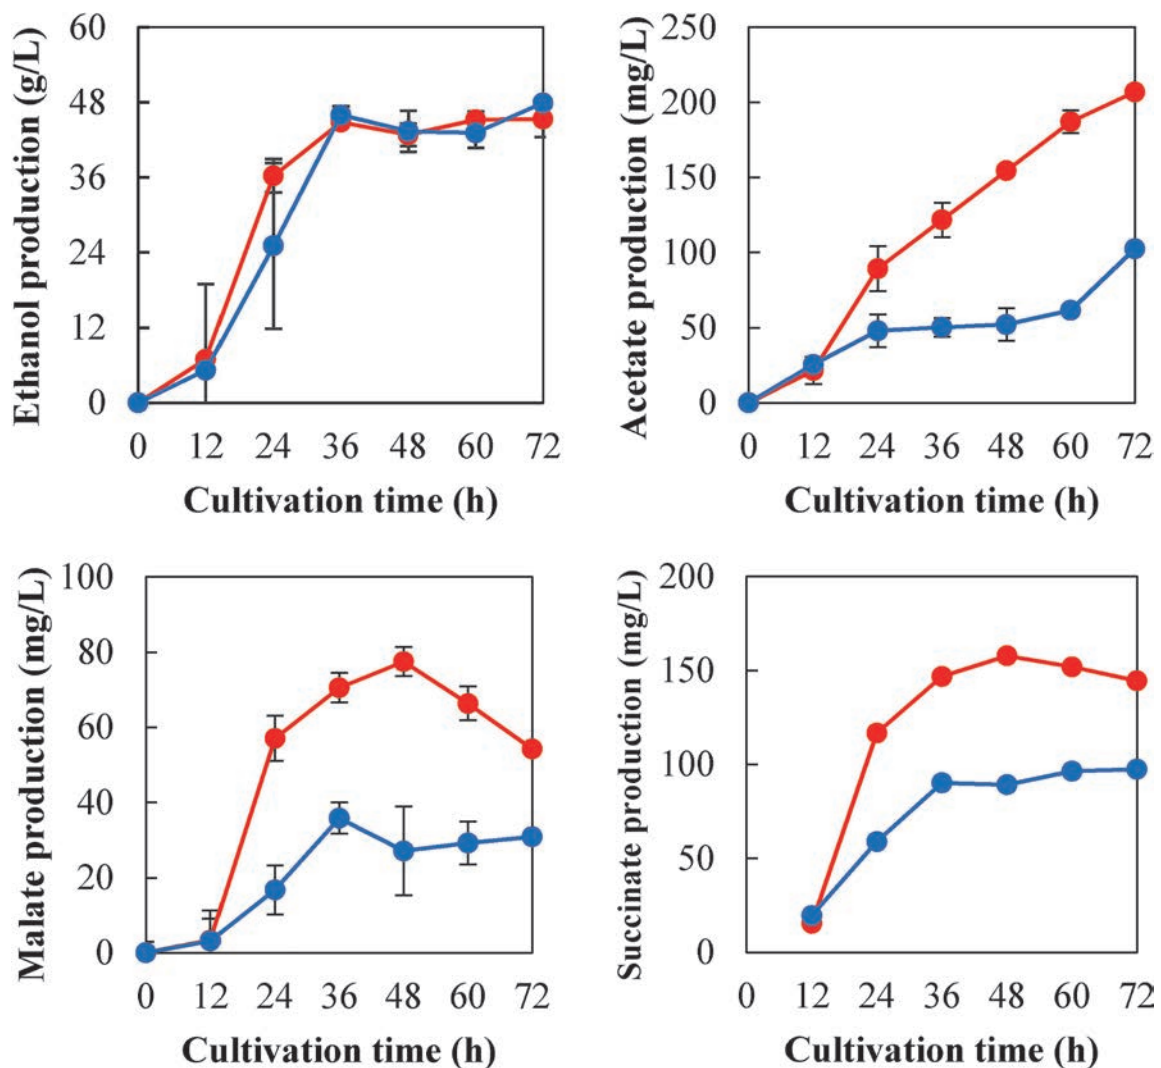 Ethanol production (g/L)
60
48
36
24
12
0
0 12 24 36 48 60 72
Cultivation time (h)
Acetate production (mg/L)
250
200
150
100
50
0
0 12 24 36 48 60 72
Cultivation time (h)
Malate production (mg/L)
100
80
60
40
20
0
0 12 24 36 48 60 72
Cultivation time (h)
Succinate production (mg/L)
200
150
100
50
0
0 12 24 36 48 60 72
Cultivation time (h)